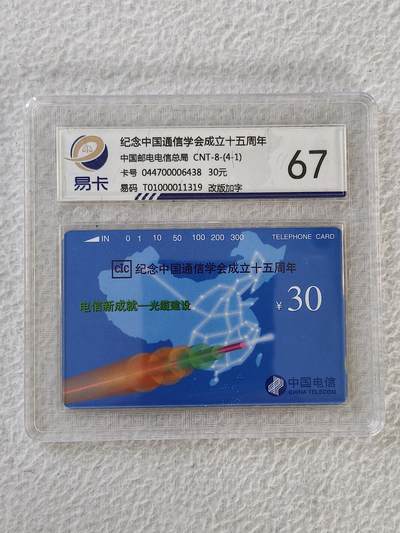 cic
易卡
纪念中国通信学会成立十五周年
中国邮电电信总局 CNT-8-(4-1)
卡号 044700006438 30元
易码 T01000011319 改版加字
67
IN 0 1 10 50 100 200 300 TELEPHONE CARD
cic 纪念中国通信学会成立十五周年
电信新成就一光缆建设
¥ 30
中国电信
CHINA TELECOM